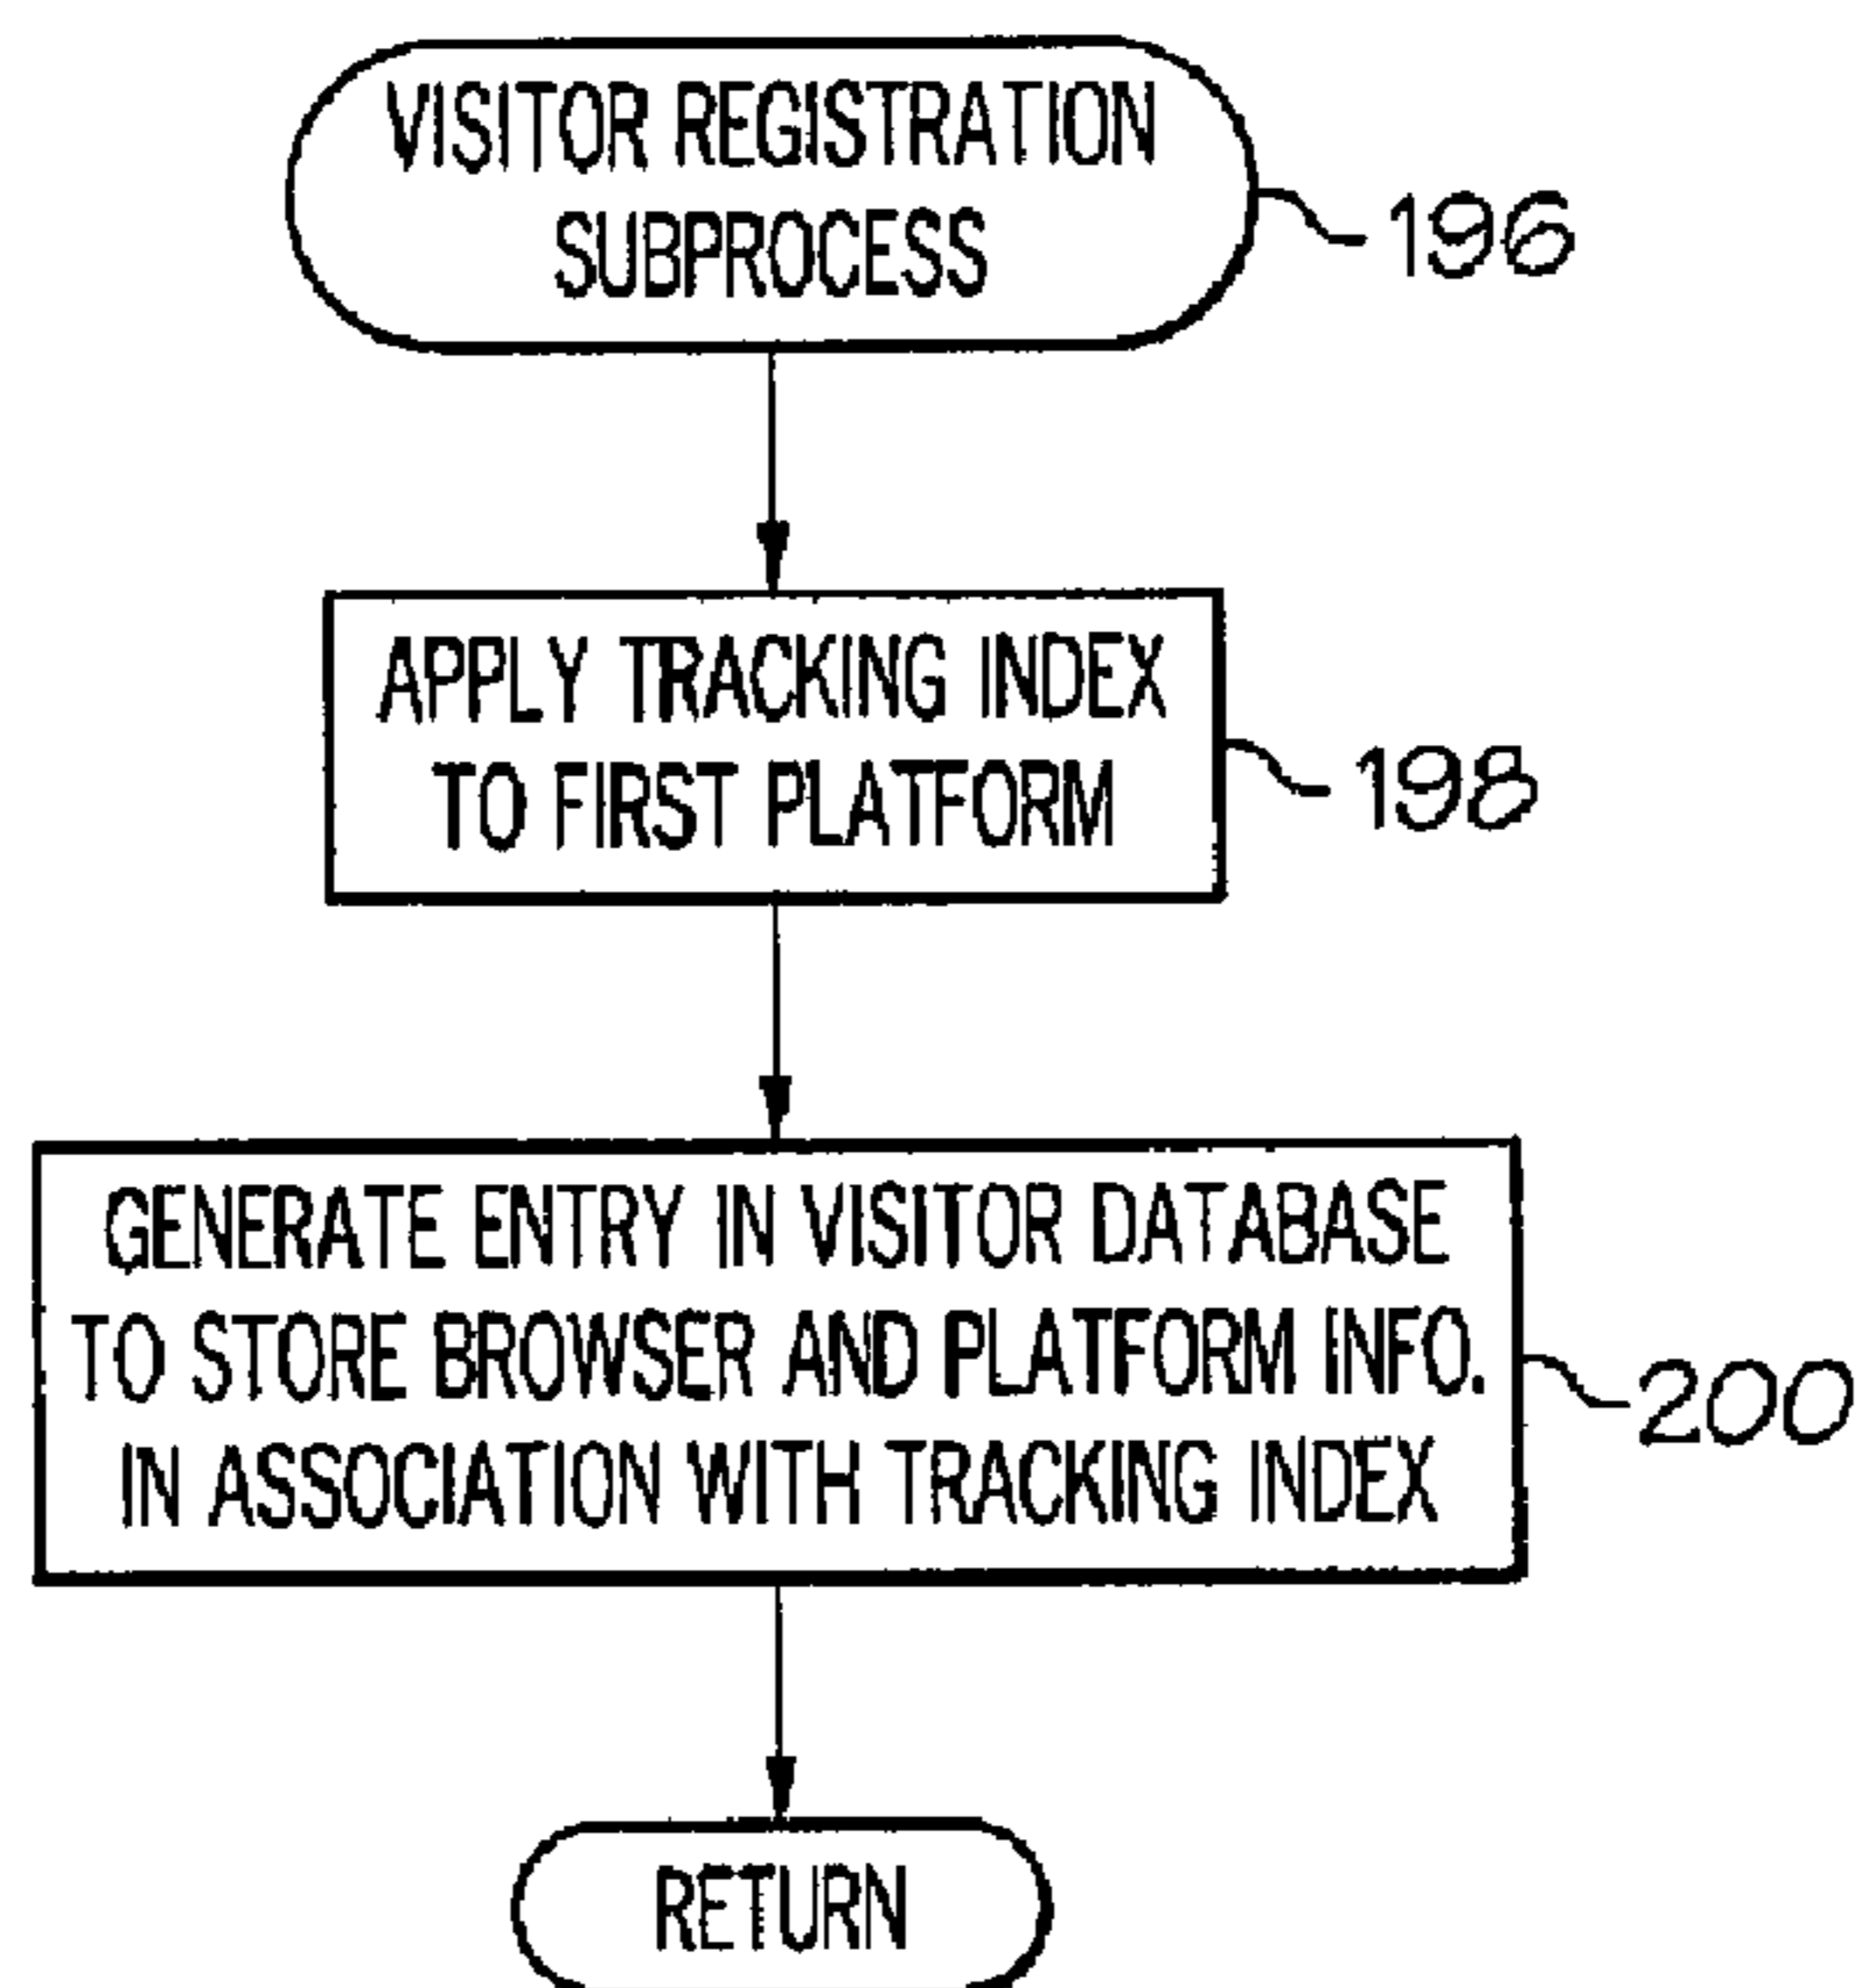 VISITOR REGISTRATION
SUBPROCESS
196
APPLY TRACKING INDEX
TO FIRST PLATFORM
198
GENERATE ENTRY IN VISITOR DATABASE
TO STORE BROWSER AND PLATFORM INFO.
IN ASSOCIATION WITH TRACKING INDEX
200
RETURN